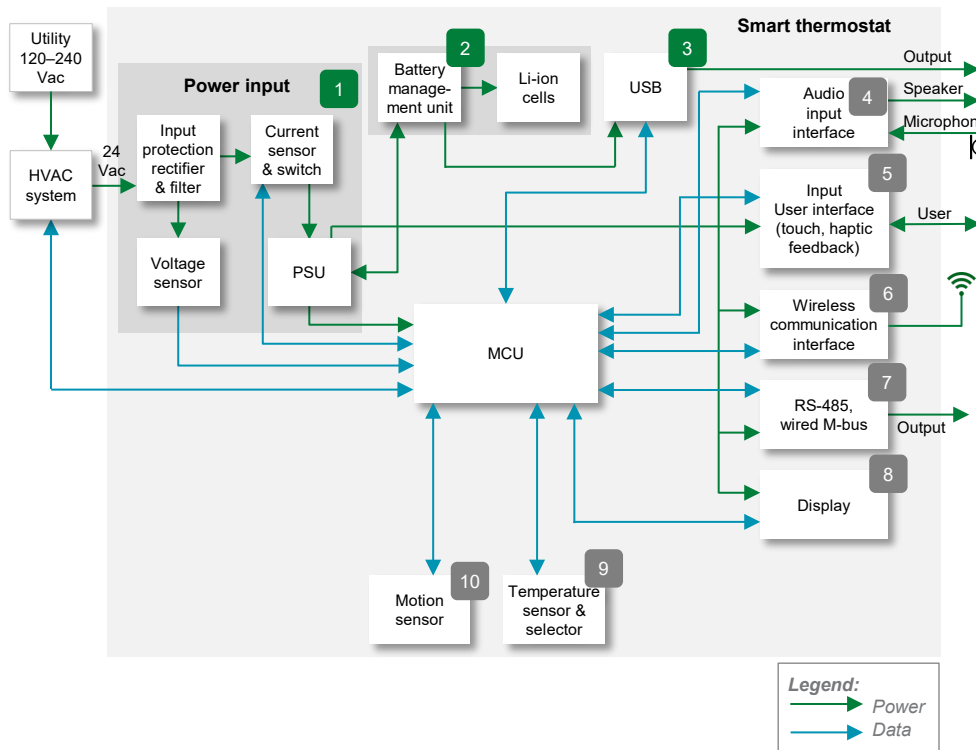 Smart thermostat
Utility
120–240
Vac
Power input
1
2
3
Battery
manage-
ment unit
Li-ion
cells
USB
Output
Audio
input
interface
4
Speaker
Microphon
HVAC
system
24
Vac
Input
protection
rectifier
& filter
Current
sensor
& switch
Voltage
sensor
PSU
Input
User interface
(touch, haptic
feedback)
5
User
MCU
Wireless
communication
interface
6
RS-485,
wired M-bus
7
Output
Display
8
Motion
sensor
10
Temperature
sensor &
selector
9
Legend:
Power
Data